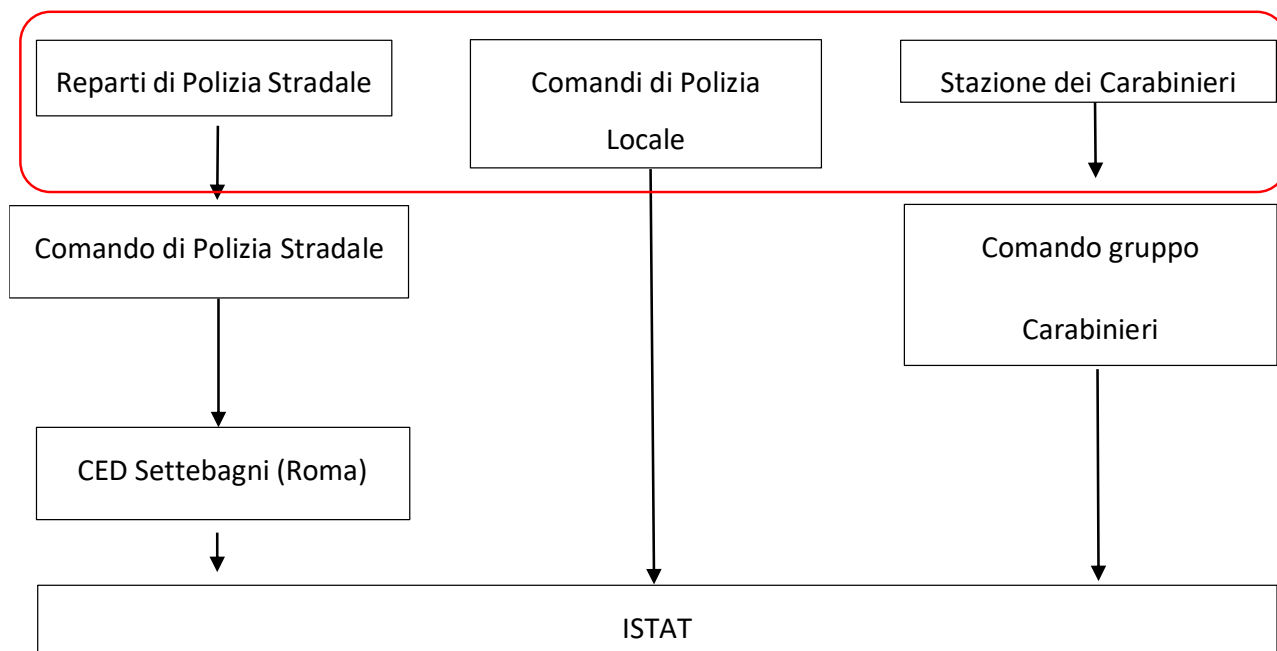 Reparti di Polizia Stradale
Comandi di Polizia
Locale
Stazione dei Carabinieri
Comando di Polizia Stradale
Comando gruppo
Carabinieri
CED Settebagni (Roma)
ISTAT